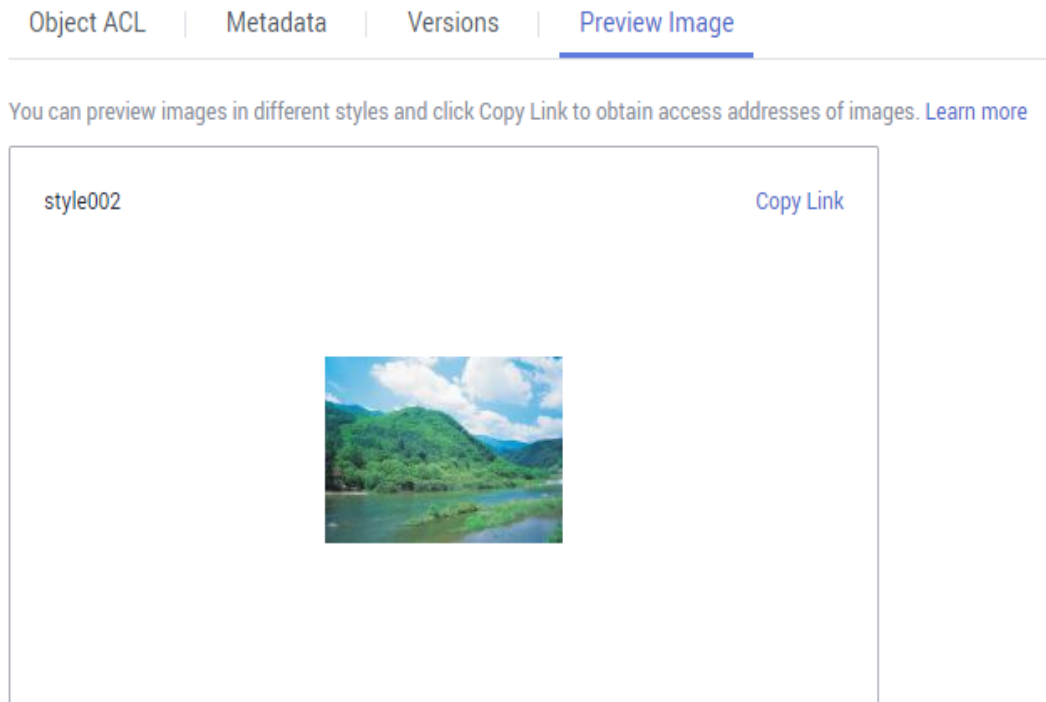 Object ACL | Metadata | Versions | Preview Image
You can preview images in different styles and click Copy Link to obtain access addresses of images. Learn more
style002 Copy Link